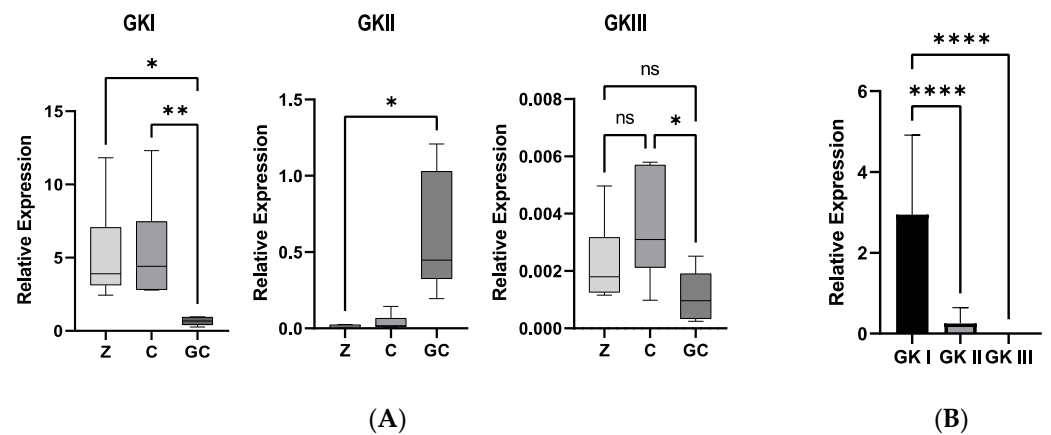 GKI
Relative Expression
15
10
5
0
*
**
Z C GC
GKII
Relative Expression
1.5
1.0
0.5
0.0
*
Z C GC
GKIII
Relative Expression
0.008
0.006
0.004
0.002
0.000
ns
ns
*
Z C GC
(A)
Relative Expression
6
4
2
0
****
****
GK I GK II GK III
(B)